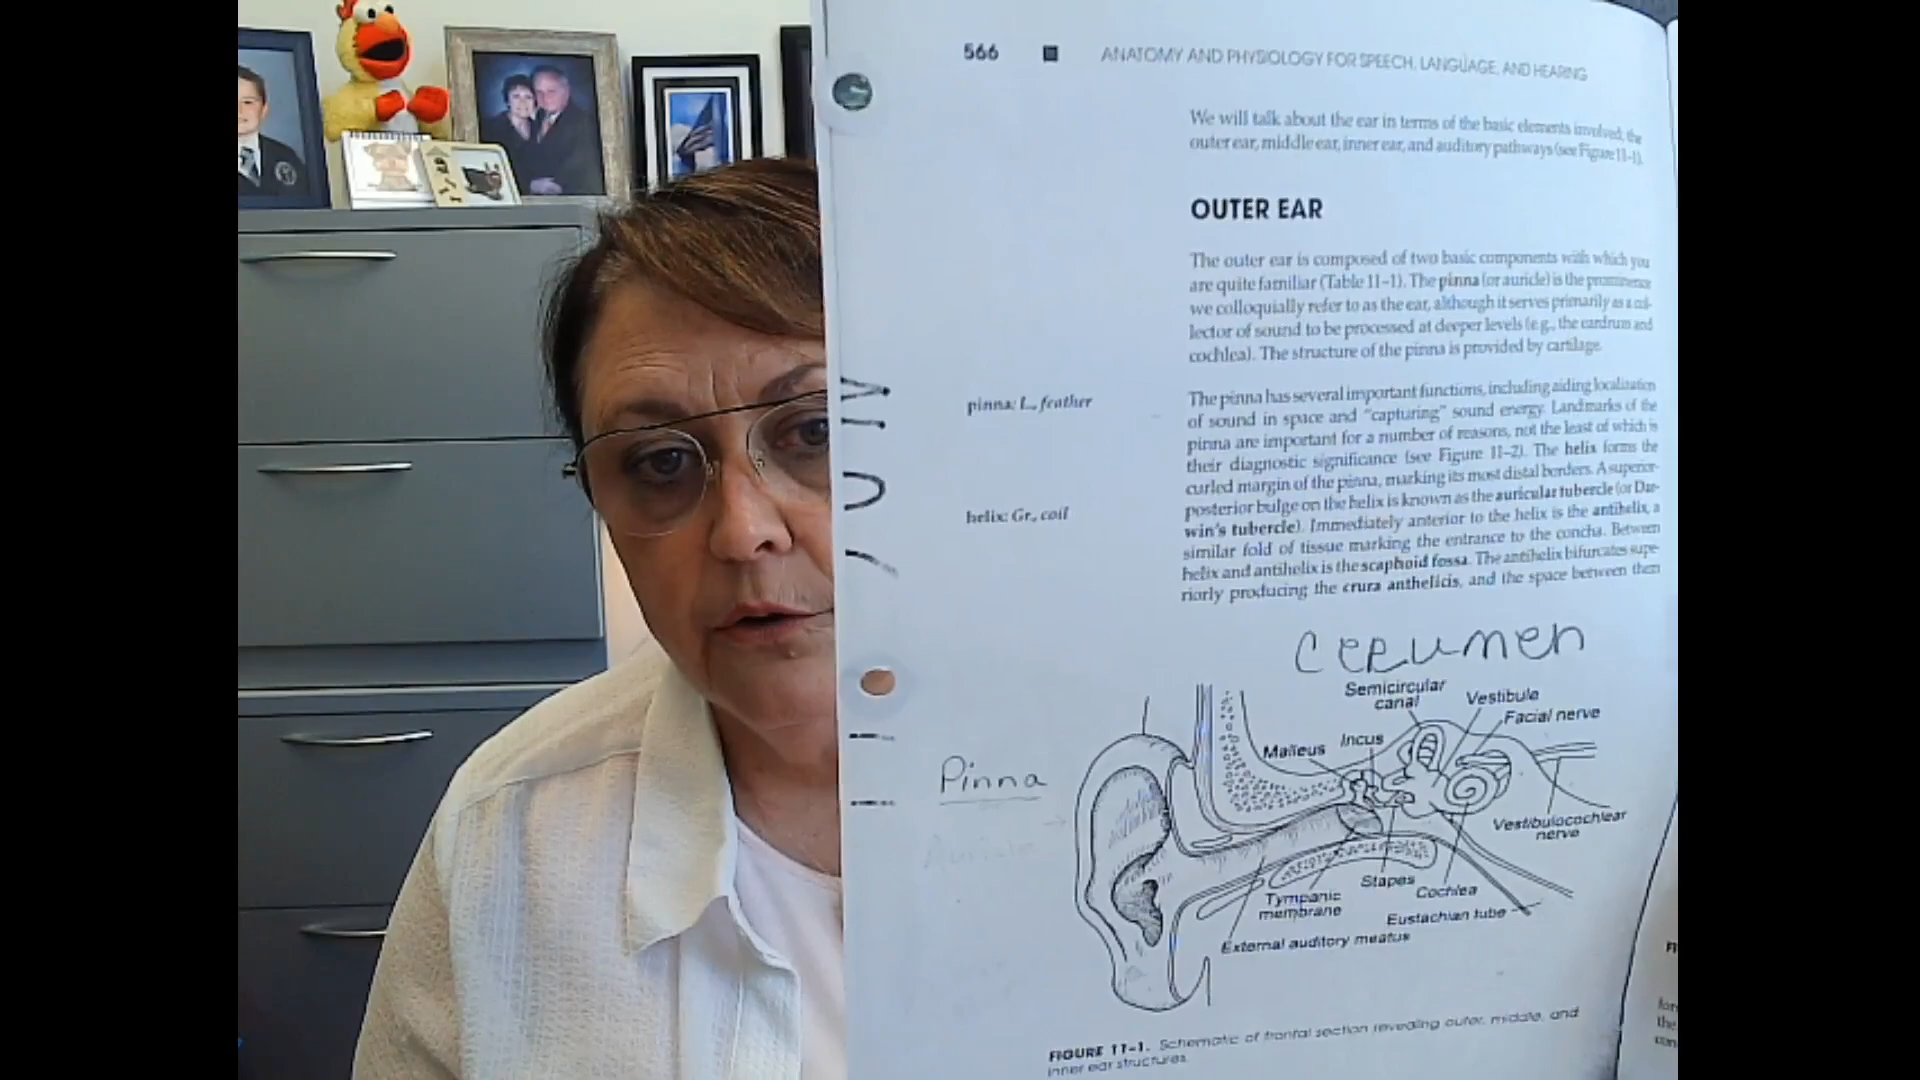 566 ■ ANATOMY AND PHYSIOLOGY FOR SPEECH, LANGUAGE, AND HEARING
We will talk about the ear in terms of the basic elements involved; the
outer ear, middle ear, inner ear, and auditory pathways (see Figure 11-1).
OUTER EAR
The outer ear is composed of two basic components with which you
are quite familiar (Table 11-1). The pinna (or auricle) is the prominence
we colloquially refer to as the ear, although it serves primarily as a col-
lector of sound to be processed at deeper levels (e.g., the eardrum and
cochlea). The structure of the pinna is provided by cartilage.
pinna: L., feather
The pinna has several important functions, including aiding localization
of sound in space and "capturing" sound energy. Landmarks of the
pinna are important for a number of reasons, not the least of which is
their diagnostic significance (see Figure 11-2). The helix forms the
curled margin of the pinna, marking its most distal borders. A superior-
posterior bulge on the helix is known as the auricular tubercle (or Dar-
helix: Gr., coil
win's tubercle). Immediately anterior to the helix is the antihelix, a
similar fold of tissue marking the entrance to the concha. Between
helix and antihelix is the scaphoid fossa. The antihelix bifurcates supe-
riorly producing the crura anthelicis, and the space between them
Cerumen
Semicircular
canal
Vestibule
Facial nerve
Incus
Malleus
Pinna
Auricle
Vestibulocochlear
nerve
Stapes
Cochlea
Tympanic
membrane
Eustachian tube
External auditory meatus
FIGURE 11-1. Schematic of frontal section revealing outer, middle, and
inner ear structures.